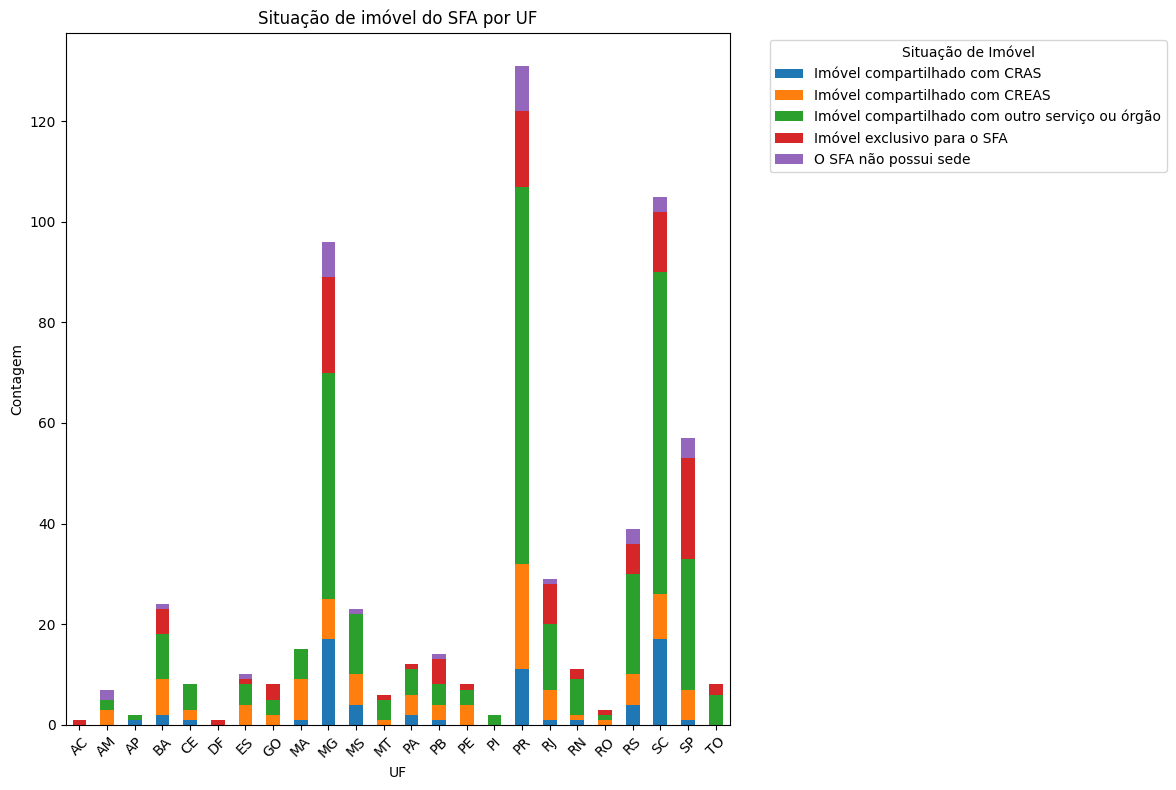 Situação de imóvel do SFA por UF
Situação de Imóvel
Imóvel compartilhado com CRAS
Imóvel compartilhado com CREAS
Imóvel compartilhado com outro serviço ou órgão
Imóvel exclusivo para o SFA
O SFA não possui sede
Contagem
120
100
80
60
40
20
0
AC AM AP BA CE DF ES GO MA MG MS MT PA PB PE PI PR RJ RN RO RS SC SP TO
UF